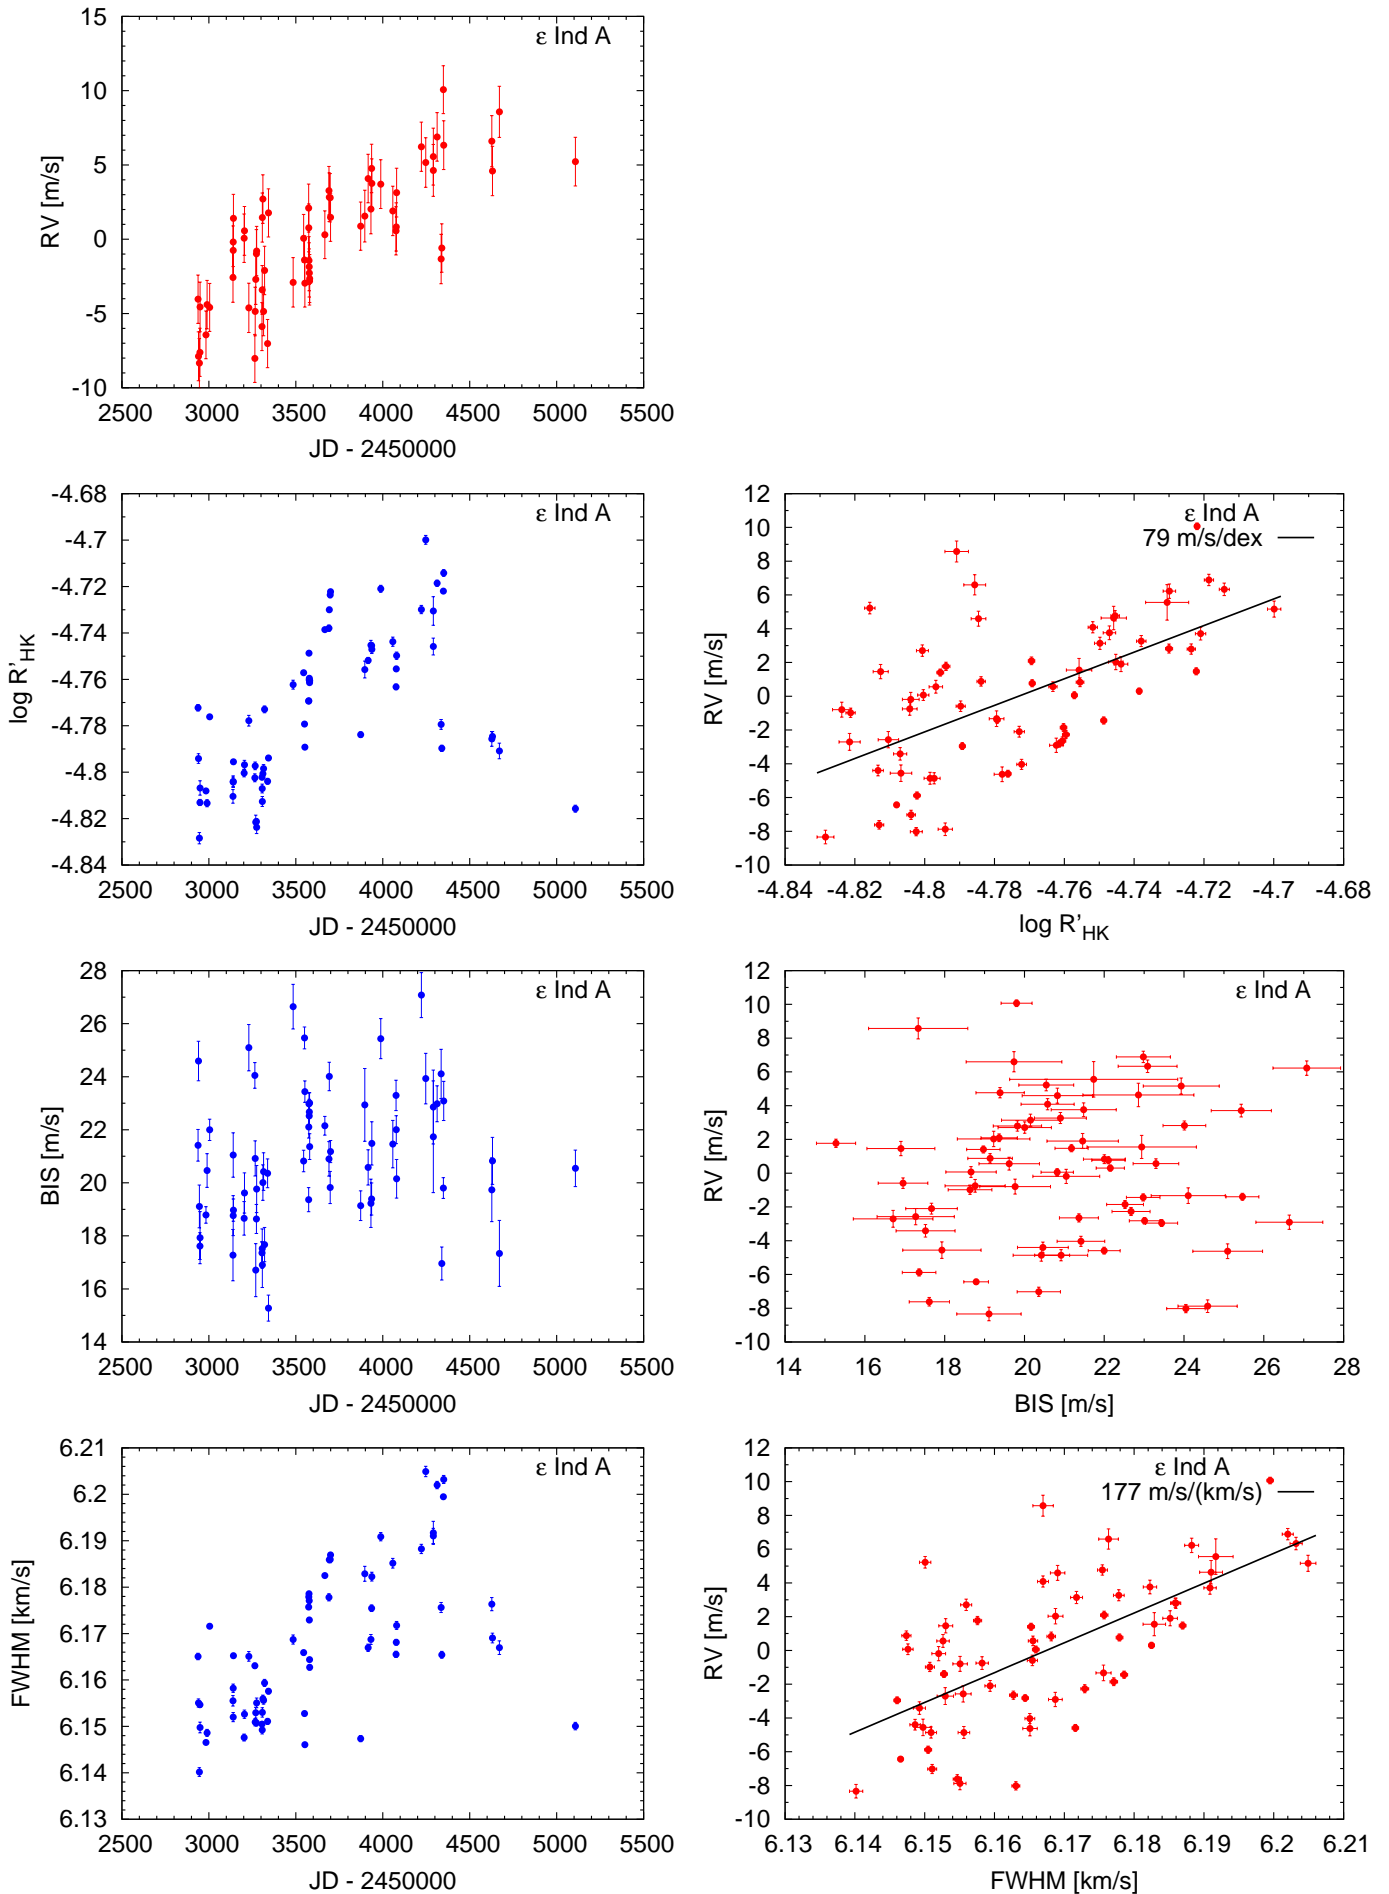 ε Ind A
15
10
5
0
-5
-10
RV [m/s]
2500 3000 3500 4000 4500 5000 5500
JD - 2450000
ε Ind A
-4.68
-4.7
-4.72
-4.74
-4.76
-4.78
-4.8
-4.82
-4.84
log R'HK
2500 3000 3500 4000 4500 5000 5500
JD - 2450000
ε Ind A
79 m/s/dex
12
10
8
6
4
2
0
-2
-4
-6
-8
-10
RV [m/s]
-4.84 -4.82 -4.8 -4.78 -4.76 -4.74 -4.72 -4.7 -4.68
log R'HK
ε Ind A
28
26
24
22
20
18
16
14
BIS [m/s]
2500 3000 3500 4000 4500 5000 5500
JD - 2450000
ε Ind A
12
10
8
6
4
2
0
-2
-4
-6
-8
-10
RV [m/s]
14 16 18 20 22 24 26 28
BIS [m/s]
ε Ind A
6.21
6.2
6.19
6.18
6.17
6.16
6.15
6.14
6.13
FWHM [km/s]
2500 3000 3500 4000 4500 5000 5500
JD - 2450000
ε Ind A
177 m/s/(km/s)
12
10
8
6
4
2
0
-2
-4
-6
-8
-10
RV [m/s]
6.13 6.14 6.15 6.16 6.17 6.18 6.19 6.2 6.21
FWHM [km/s]